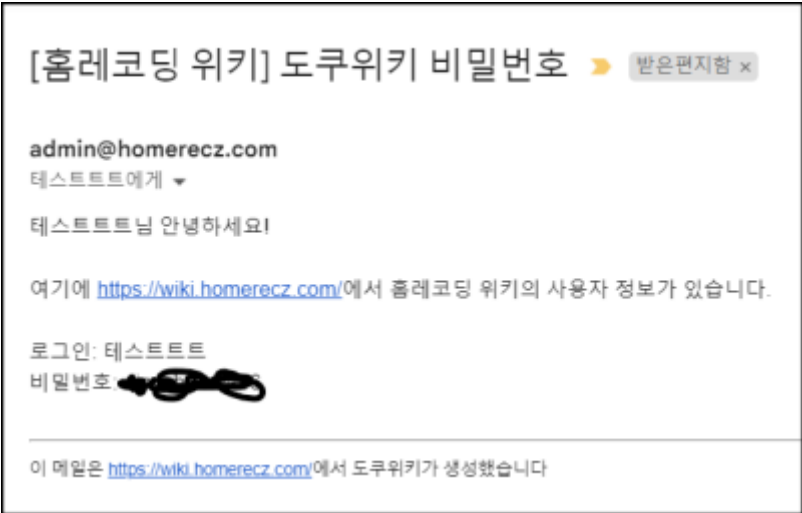 [홈레코딩 위키] 도쿠위키 비밀번호 받은편지함 ×
admin@homerecz.com
테스트트트에게
테스트트트님 안녕하세요!
여기에 https://wiki.homerecz.com/에서 홈레코딩 위키의 사용자 정보가 있습니다.
로그인: 테스트트트
비밀번호:
이 메일은 https://wiki.homerecz.com/에서 도쿠위키가 생성했습니다